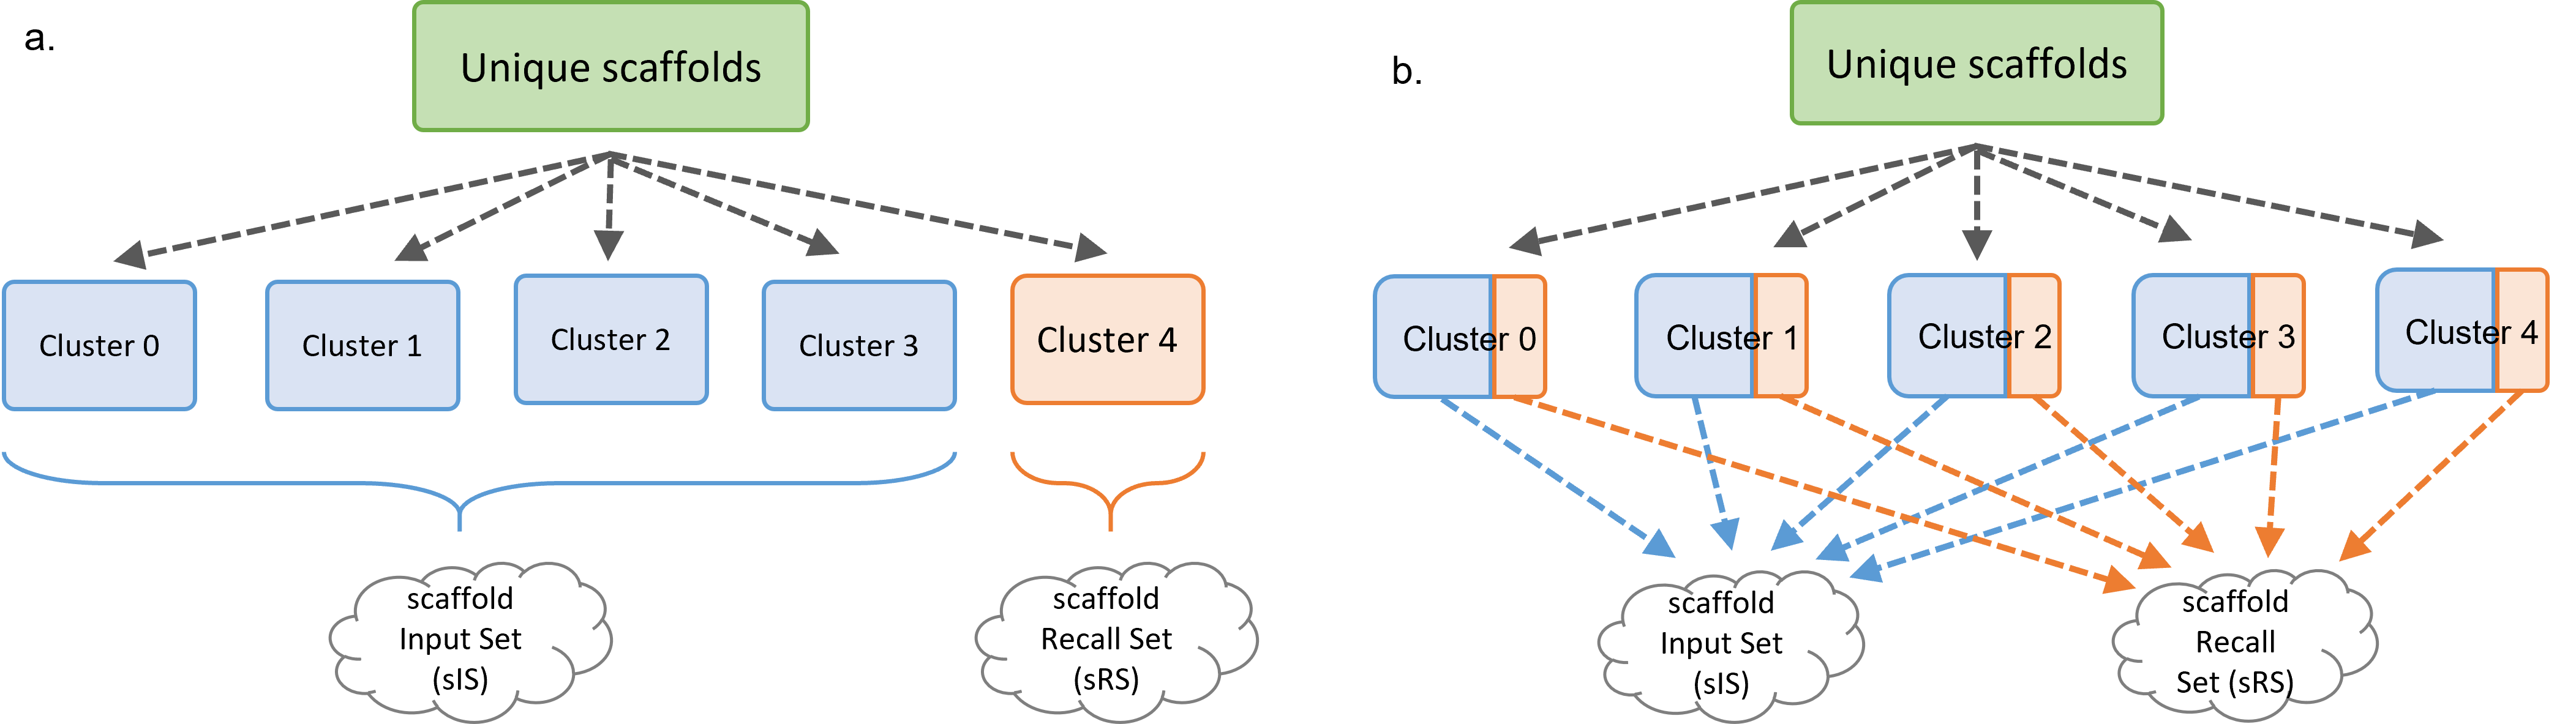 a.
Unique scaffolds
Cluster 0
Cluster 1
Cluster 2
Cluster 3
Cluster 4
scaffold
Input Set
(sIS)
scaffold
Recall Set
(sRS)
b.
Unique scaffolds
Cluster 0
Cluster 1
Cluster 2
Cluster 3
Cluster 4
scaffold
Input Set
(sIS)
scaffold
Recall
Set (sRS)